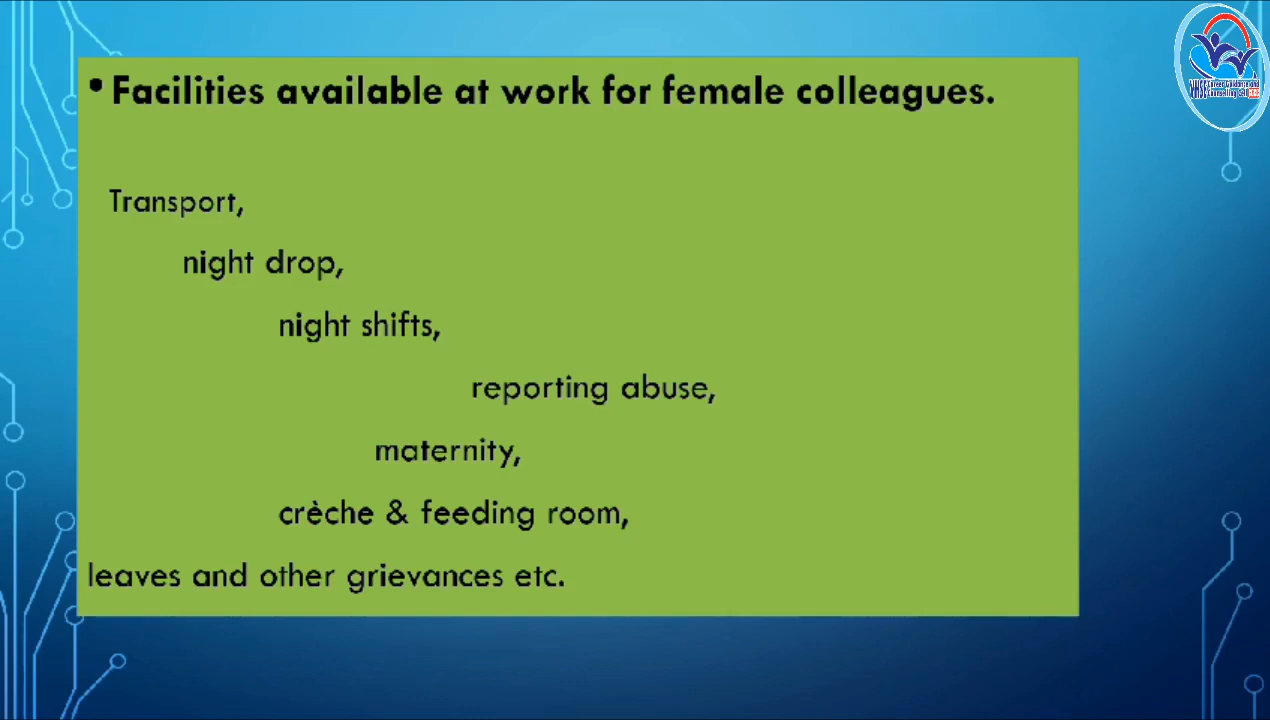 • Facilities available at work for female colleagues.
Transport,
night drop,
night shifts,
reporting abuse,
maternity,
crèche & feeding room,
leaves and other grievances etc.